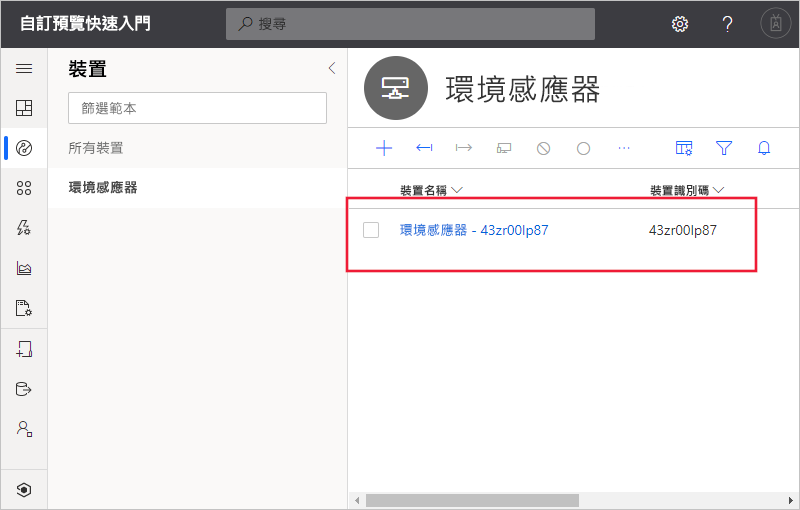 自訂預覽快速入門
搜尋
裝置
篩選範本
所有裝置
環境感應器
環境感應器
裝置名稱
裝置識別碼
環境感應器 - 43zr00lp87
43zr00lp87